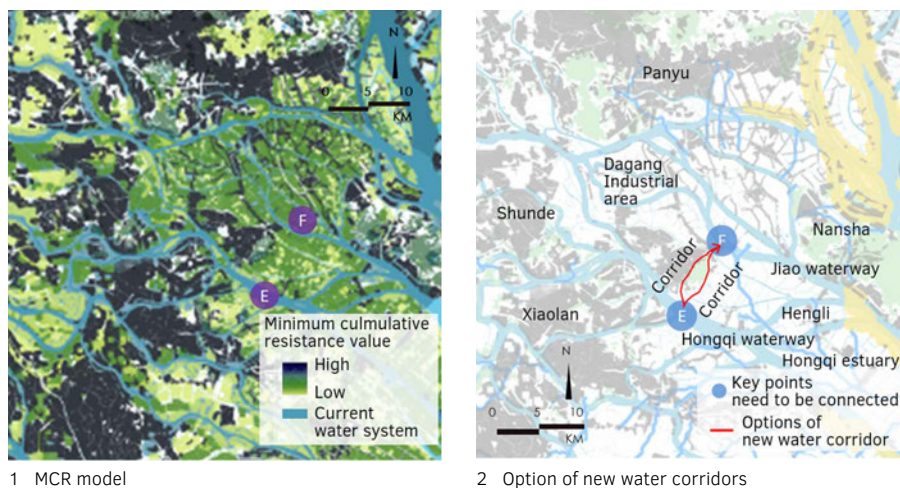 N
0 5 10
KM
F
E
Minimum culmulative
resistance value
High
Low
Current
water system
1 MCR model
Panyu
Dagang
Industrial
area
Shunde
Nansha
F
Corridor
Corridor
Jiao waterway
E
Xiaolan
Hengli
Hongqi waterway
Hongqi estuary
N
0 5 10
KM
Key points
need to be connected
Options of
new water corridor
2 Option of new water corridors